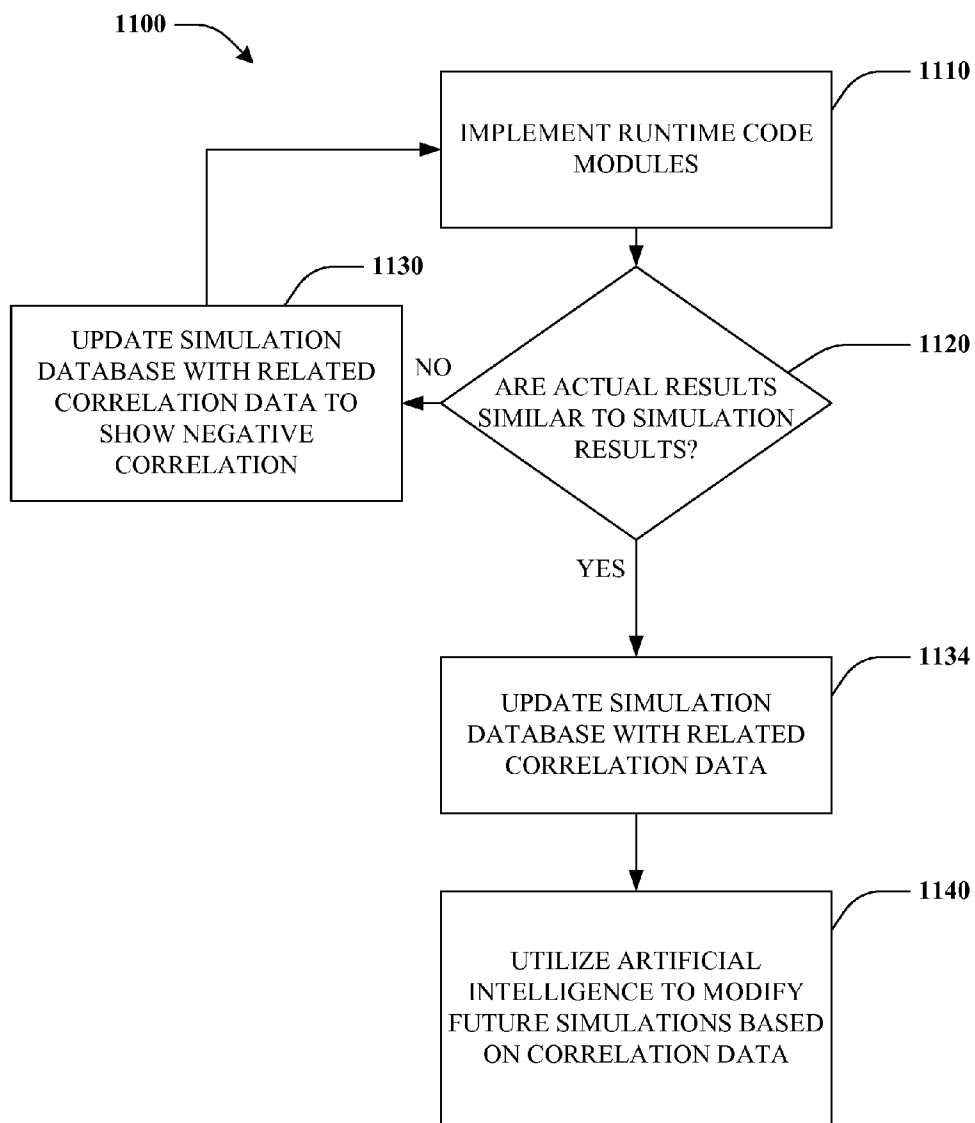 1100
1110
IMPLEMENT RUNTIME CODE
MODULES
1130
UPDATE SIMULATION
DATABASE WITH RELATED
CORRELATION DATA TO
SHOW NEGATIVE
CORRELATION
NO
1120
ARE ACTUAL RESULTS
SIMILAR TO SIMULATION
RESULTS?
YES
1134
UPDATE SIMULATION
DATABASE WITH RELATED
CORRELATION DATA
1140
UTILIZE ARTIFICIAL
INTELLIGENCE TO MODIFY
FUTURE SIMULATIONS BASED
ON CORRELATION DATA